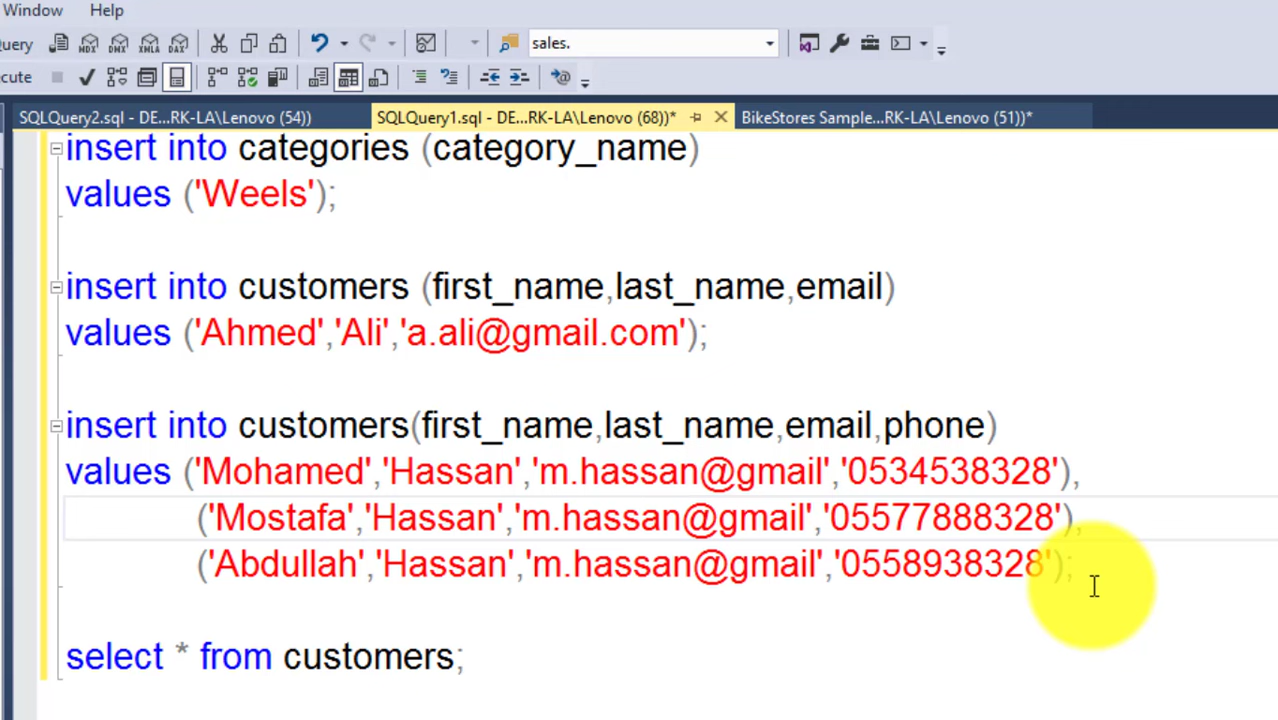 Window Help
uery sales.
cute
SQLQuery2.sql - DE...RK-LA\Lenovo (54)) SQLQuery1.sql - DE...RK-LA\Lenovo (68))* BikeStores Sample...RK-LA\Lenovo (51))*
insert into categories (category_name)
values ('Weels');
insert into customers (first_name,last_name,email)
values ('Ahmed','Ali','a.ali@gmail.com');
insert into customers(first_name,last_name,email,phone)
values ('Mohamed','Hassan','m.hassan@gmail','0534538328'),
('Mostafa','Hassan','m.hassan@gmail','05577888328'),
('Abdullah','Hassan','m.hassan@gmail','0558938328');
select * from customers;